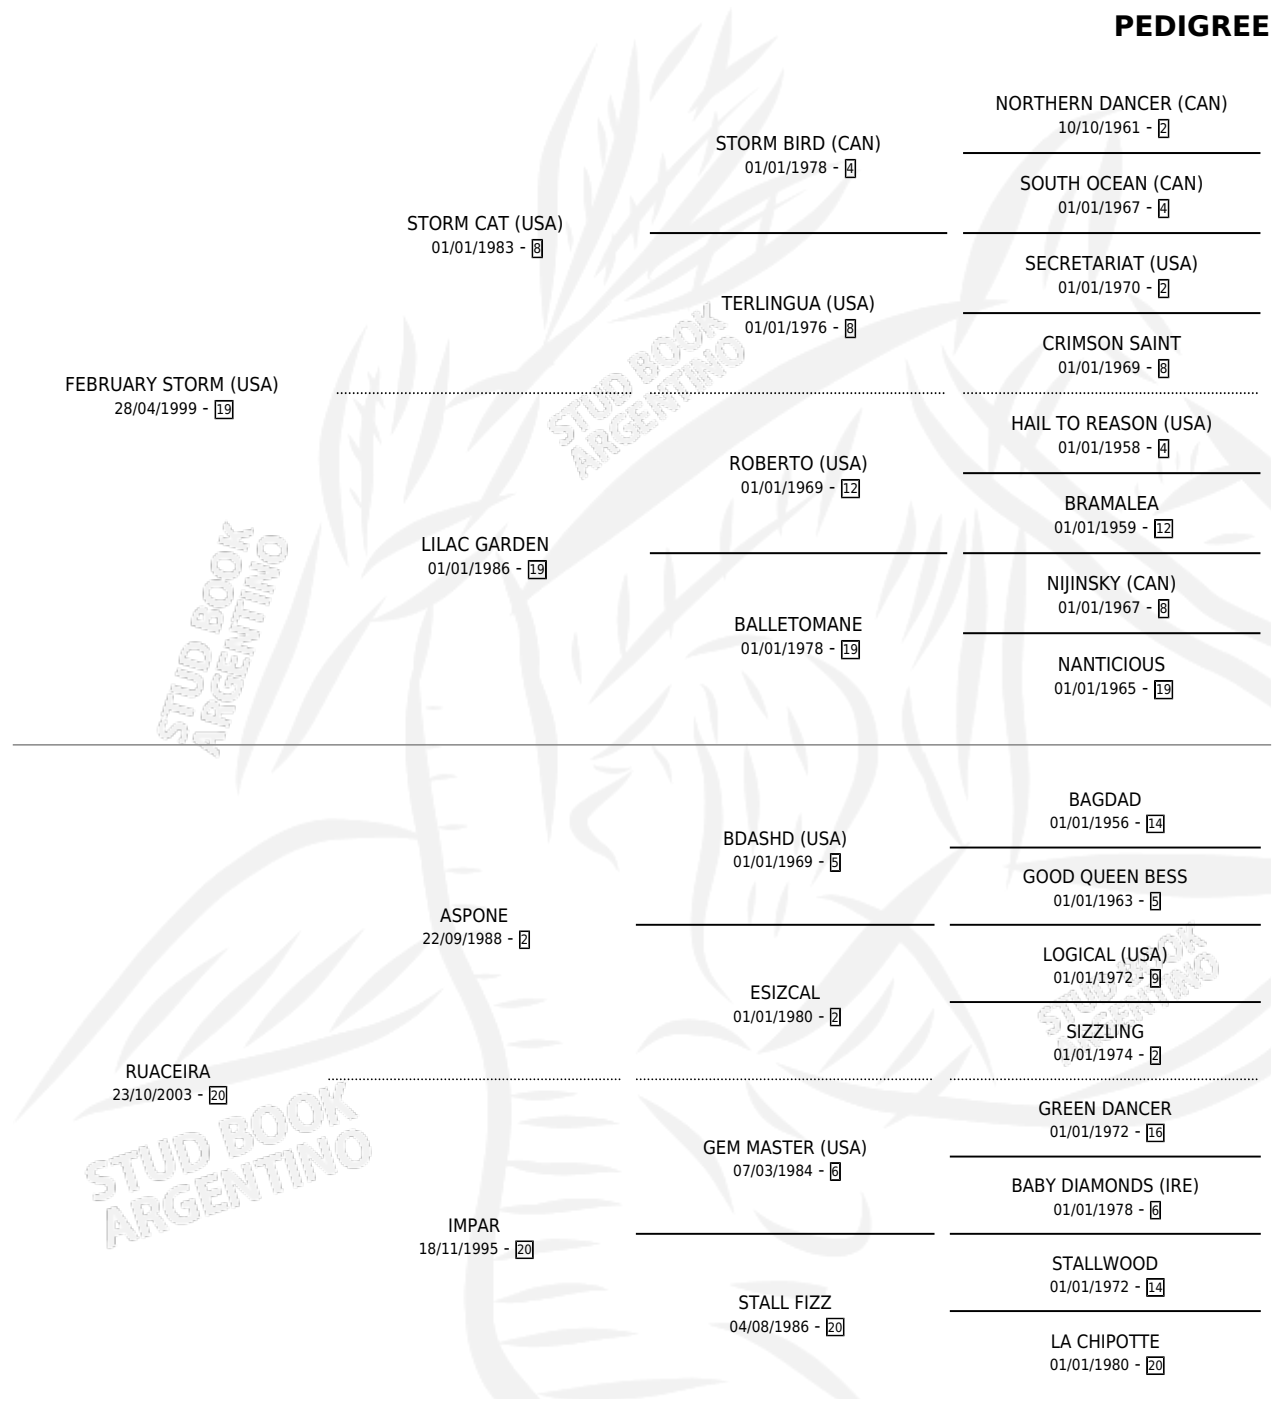 PEDIGREE
NORTHERN DANCER (CAN)
10/10/1961 - 2
STORM BIRD (CAN)
01/01/1978 - 4
SOUTH OCEAN (CAN)
01/01/1967 - 4
STORM CAT (USA)
01/01/1983 - 8
SECRETARIAT (USA)
01/01/1970 - 2
TERLINGUA (USA)
01/01/1976 - 8
CRIMSON SAINT
01/01/1969 - 8
FEBRUARY STORM (USA)
28/04/1999 - 19
HAIL TO REASON (USA)
01/01/1958 - 4
ROBERTO (USA)
01/01/1969 - 12
BRAMALEA
01/01/1959 - 12
LILAC GARDEN
01/01/1986 - 19
NIJINSKY (CAN)
01/01/1967 - 8
BALLETOMANE
01/01/1978 - 19
NANTICIOUS
01/01/1965 - 19
BAGDAD
01/01/1956 - 14
BDASHD (USA)
01/01/1969 - 5
GOOD QUEEN BESS
01/01/1963 - 5
ASPONE
22/09/1988 - 2
LOGICAL (USA)
01/01/1972 - 9
ESIZCAL
01/01/1980 - 2
SIZZLING
01/01/1974 - 2
RUACEIRA
23/10/2003 - 20
GREEN DANCER
01/01/1972 - 16
GEM MASTER (USA)
07/03/1984 - 6
BABY DIAMONDS (IRE)
01/01/1978 - 6
IMPAR
18/11/1995 - 20
STALLWOOD
01/01/1972 - 14
STALL FIZZ
04/08/1986 - 20
LA CHIPOTTE
01/01/1980 - 20
STUD BOOK
ARGENTINO
STUD BOOK
ARGENTINO
STUD BOOK
ARGENTINO
STUD BOOK
ARGENTINO